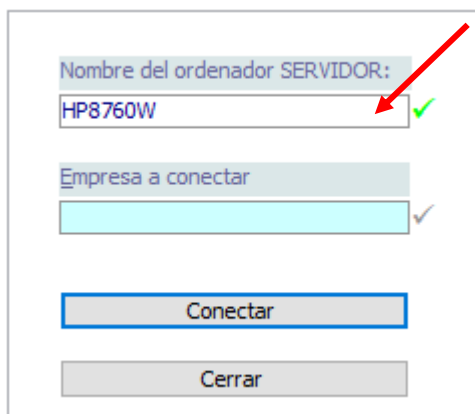 Nombre del ordenador SERVIDOR:
HP8760W
Empresa a conectar
Conectar
Cerrar